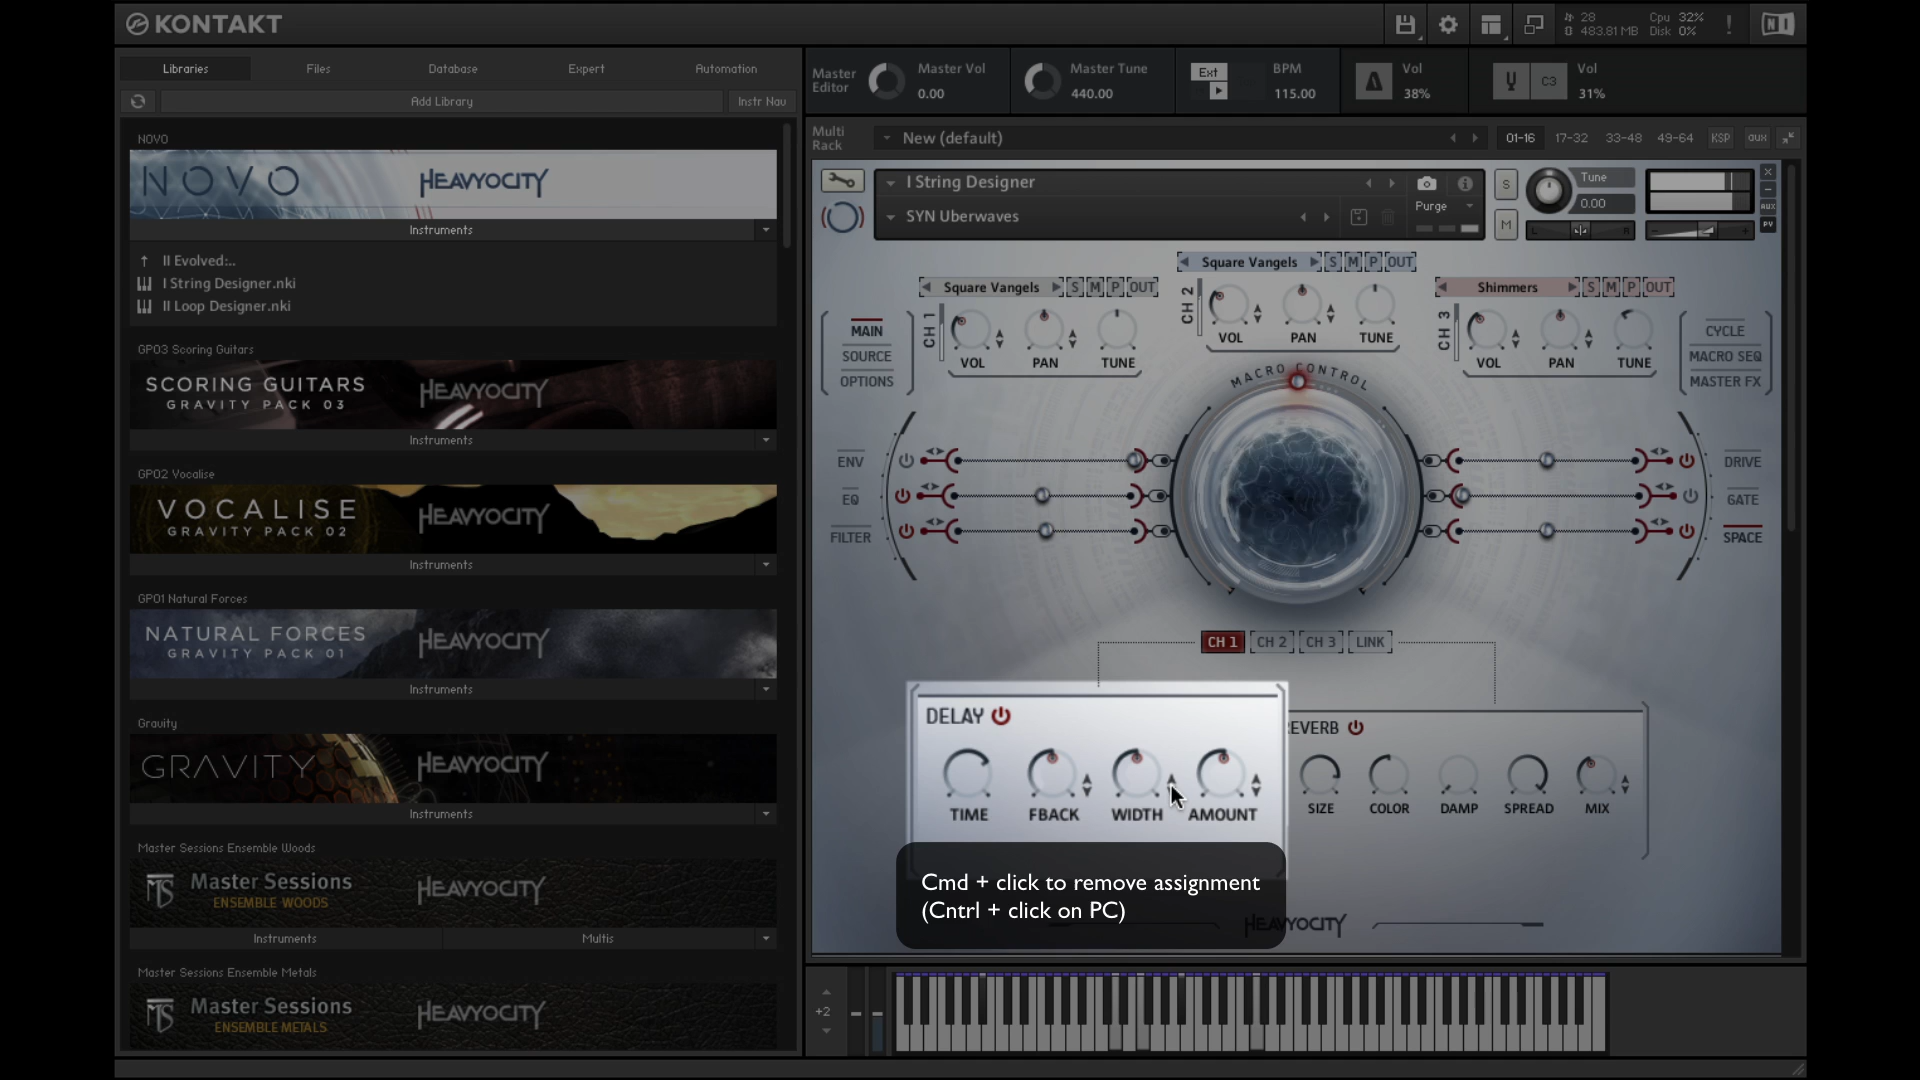 KONTAKT
28
483.81 MB
Cpu 32%
Disk 0%
!
NI
Libraries
Files
Database
Expert
Automation
Add Library
Instr Nav
Master Editor
Master Vol
0.00
Master Tune
440.00
Ext
BPM
115.00
Vol
38%
C3
Vol
31%
Multi Rack
New (default)
01-16
17-32
33-48
49-64
KSP
aux
NOVO
NOVO
HEAVYOCITY
Instruments
II Evolved:..
I String Designer.nki
II Loop Designer.nki
GP03 Scoring Guitars
SCORING GUITARS
GRAVITY PACK 03
HEAVYOCITY
Instruments
GP02 Vocalise
VOCALISE
GRAVITY PACK 02
HEAVYOCITY
Instruments
GP01 Natural Forces
NATURAL FORCES
GRAVITY PACK 01
HEAVYOCITY
Instruments
Gravity
GRAVITY
HEAVYOCITY
Instruments
Master Sessions Ensemble Woods
Master Sessions
ENSEMBLE WOODS
HEAVYOCITY
Instruments
Multis
Master Sessions Ensemble Metals
Master Sessions
ENSEMBLE METALS
HEAVYOCITY
I String Designer
SYN Uberwaves
Purge
S
M
Tune
0.00
L
R
AUX
PV
Square Vangels
S M P OUT
CH 1
VOL
PAN
TUNE
Square Vangels
S M P OUT
CH 2
VOL
PAN
TUNE
Shimmers
S M P OUT
CH 3
VOL
PAN
TUNE
MAIN
SOURCE
OPTIONS
CYCLE
MACRO SEQ
MASTER FX
MACRO CONTROL
ENV
EQ
FILTER
DRIVE
GATE
SPACE
CH 1
CH 2
CH 3
LINK
DELAY
TIME
FBACK
WIDTH
AMOUNT
EVERB
SIZE
COLOR
DAMP
SPREAD
MIX
Cmd + click to remove assignment
(Cntrl + click on PC)
HEAVYOCITY
+2